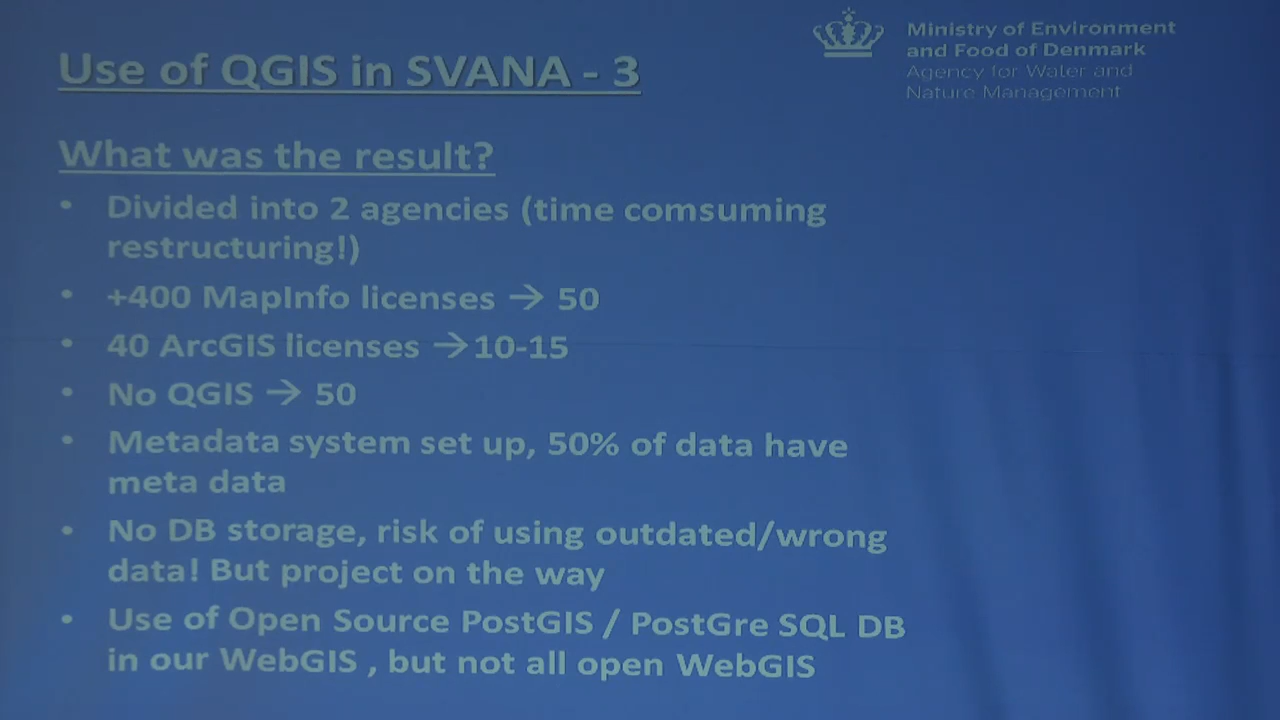 Ministry of Environment
and Food of Denmark
Agency for Water and
Nature Management
Use of QGIS in SVANA - 3
What was the result?
• Divided into 2 agencies (time comsuming
restructuring!)
• +400 MapInfo licenses → 50
• 40 ArcGIS licenses →10-15
• No QGIS → 50
• Metadata system set up, 50% of data have
meta data
• No DB storage, risk of using outdated/wrong
data! But project on the way
• Use of Open Source PostGIS / PostGre SQL DB
in our WebGIS , but not all open WebGIS